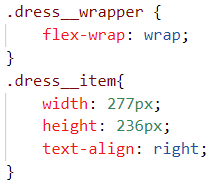 .dress__wrapper {
    flex-wrap: wrap;
}
.dress__item{
    width: 277px;
    height: 236px;
    text-align: right;
}